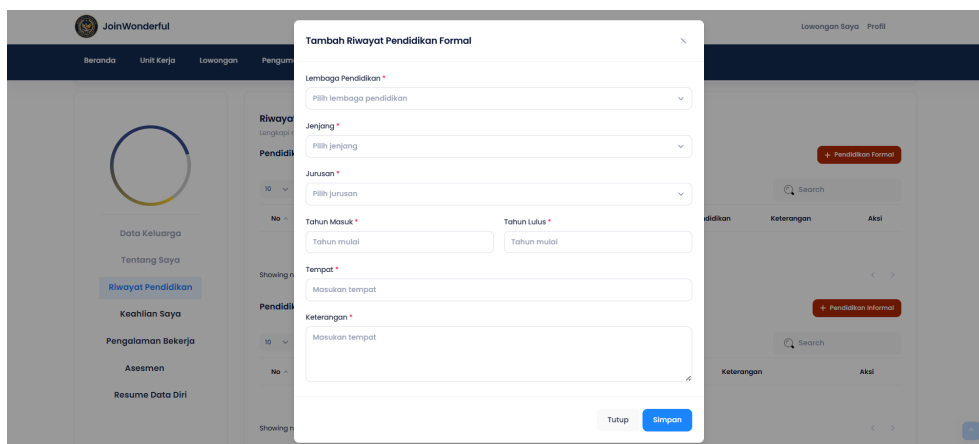 JoinWonderful
Lowongan Saya Profil
Beranda Unit Kerja Lowongan
Tambah Riwayat Pendidikan Formal
Lembaga Pendidikan *
Pilih lembaga pendidikan
Jenjang *
Pilih jenjang
Jurusan *
Pilih jurusan
Tahun Masuk * Tahun Lulus *
Tahun mulai Tahun mulai
Tempat *
Masukan tempat
Keterangan *
Masukan tempat
Tutup Simpan
Data Keluarga
Tentang Saya
Riwayat Pendidikan
Keahlian Saya
Pengalaman Bekerja
Asesmen
Resume Data Diri
+ Pendidikan Formal
10 Search
No Keterangan Aksi
Showing
+ Pendidikan Informal
10 Search
No Keterangan Aksi
Showing